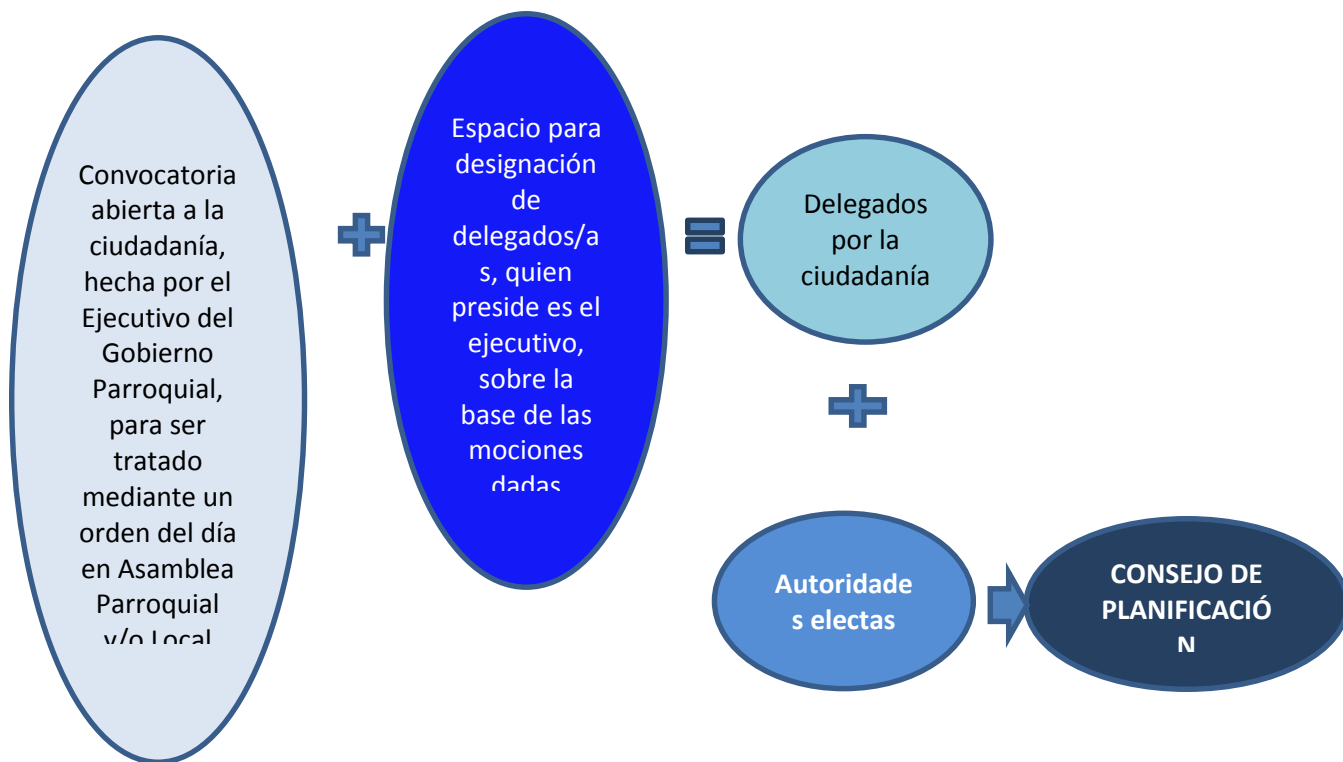 Convocatoria
abierta a la
ciudadanía,
hecha por el
Ejecutivo del
Gobierno
Parroquial,
para ser
tratado
mediante un
orden del día
en Asamblea
Parroquial
y/o Local
Espacio para
designación
de
delegados/a
s, quien
preside es el
ejecutivo,
sobre la
base de las
mociones
dadas
Delegados
por la
ciudadanía
Autoridade
s electas
CONSEJO DE
PLANIFICACIÓ
N